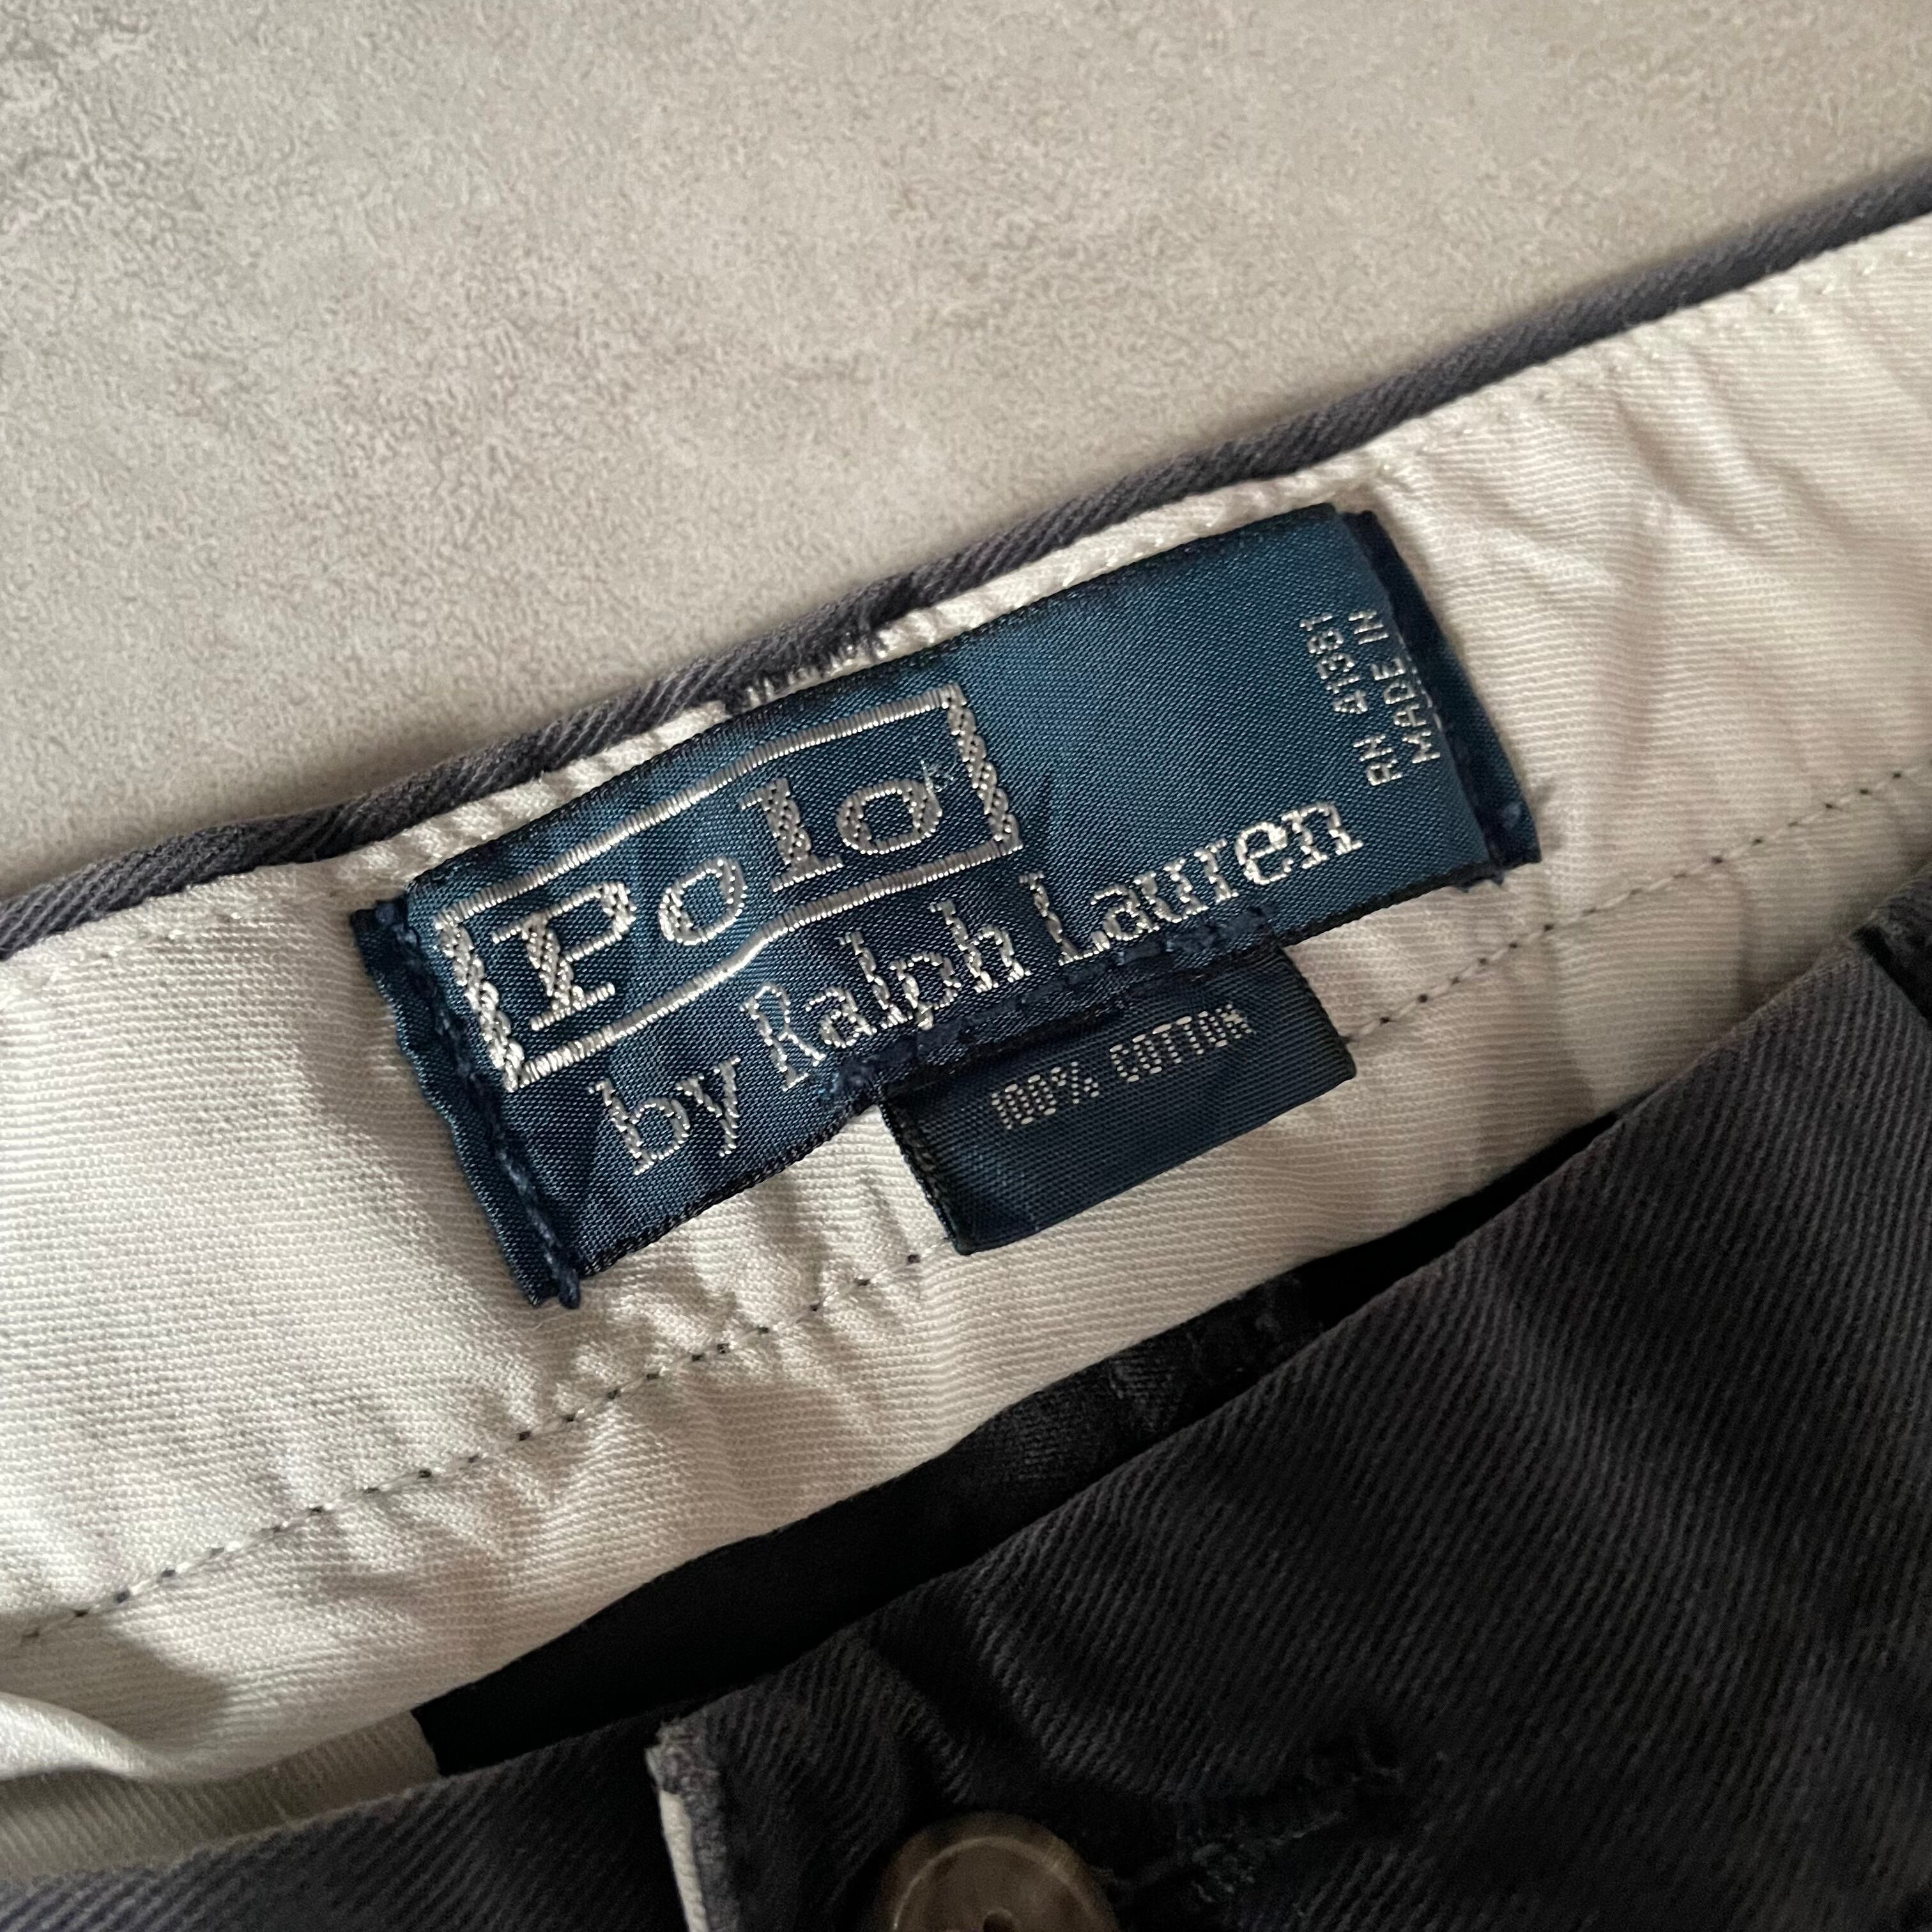 Polo®
by Ralph Lauren
RN 41381
MADE IN
100% COTTON